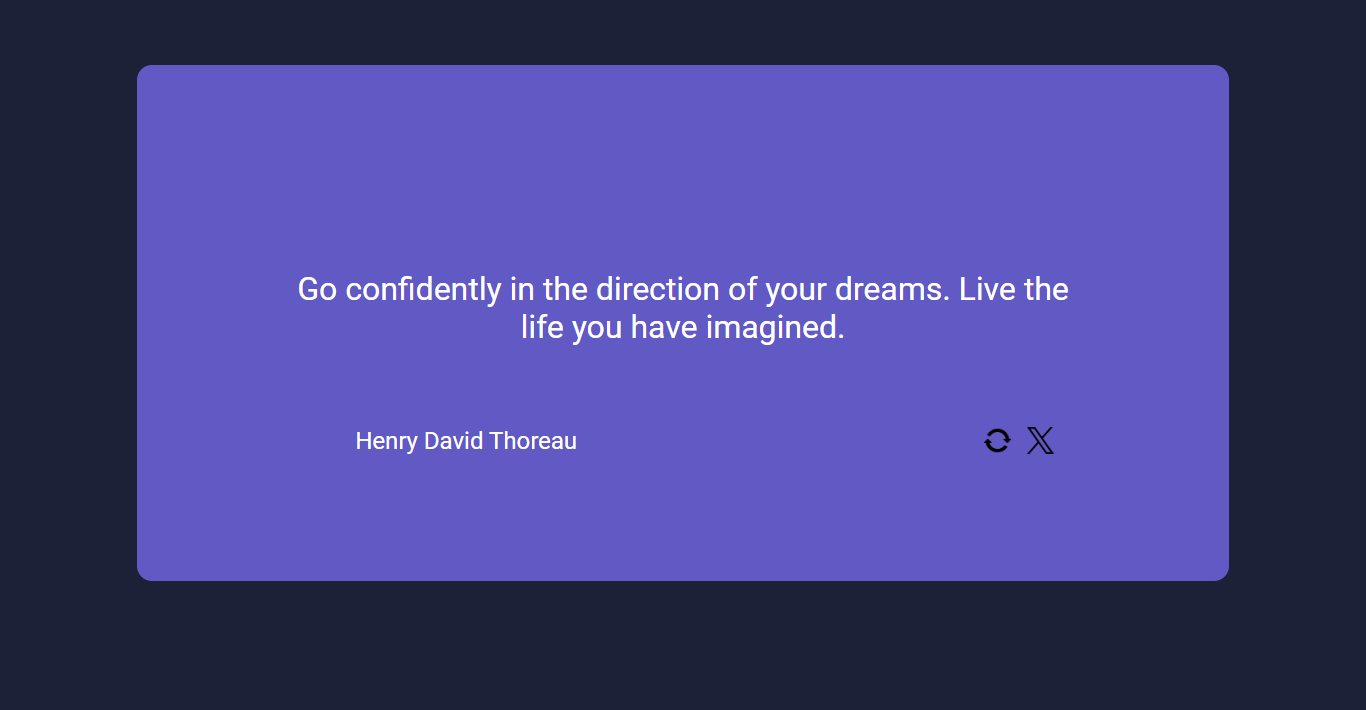 Go confidently in the direction of your dreams. Live the
life you have imagined.
Henry David Thoreau